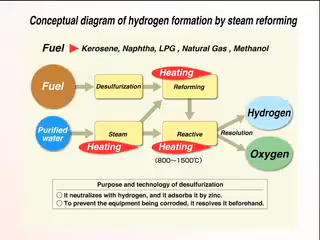 Conceptual diagram of hydrogen formation by steam reforming
Fuel Kerosene, Naphtha, LPG , Natural Gas , Methanol
Heating
Fuel Desulfurization Reforming
Hydrogen
Purified water Steam Reactive Resolution
Heating Heating
Oxygen
(800～1500℃)
Purpose and technology of desulfurization
○ It neutralizes with hydrogen, and it adsorbs it by zinc.
○ To prevent the equipment being corroded, it resolves it beforehand.